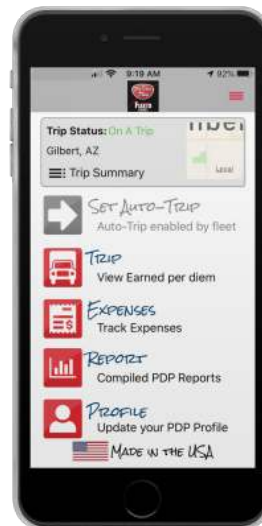 9:19 AM
92%
Trip Status: On A Trip
Gilbert, AZ
Local
Trip Summary
SET AUTO-TRIP
Auto-Trip enabled by fleet
TRIP
View Earned per diem
EXPENSES
Track Expenses
REPORT
Compiled PDP Reports
PROFILE
Update your PDP Profile
MADE IN THE USA